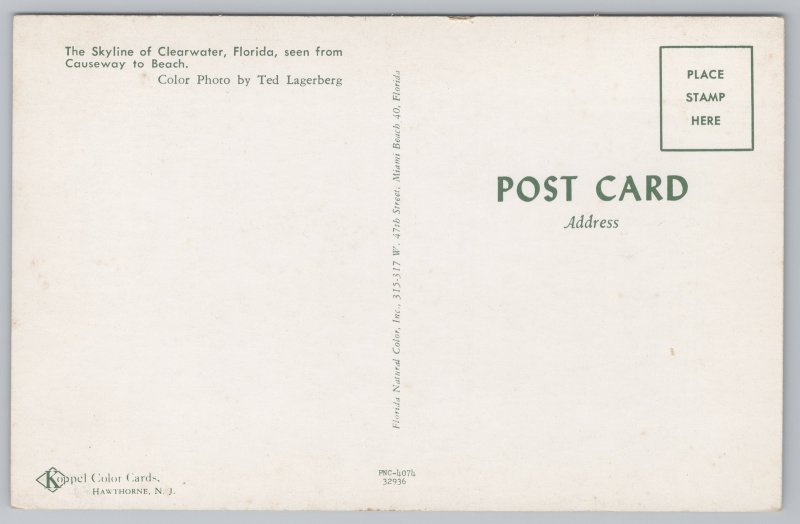 The Skyline of Clearwater, Florida, seen from
Causeway to Beach.
Color Photo by Ted Lagerberg
Florida Natural Color, Inc., 315-317 W. 47th Street, Miami Beach 40, Florida
PLACE
STAMP
HERE
POST CARD
Address
Koppel Color Cards.
HAWTHORNE, N. J.
FNC-4074
32936